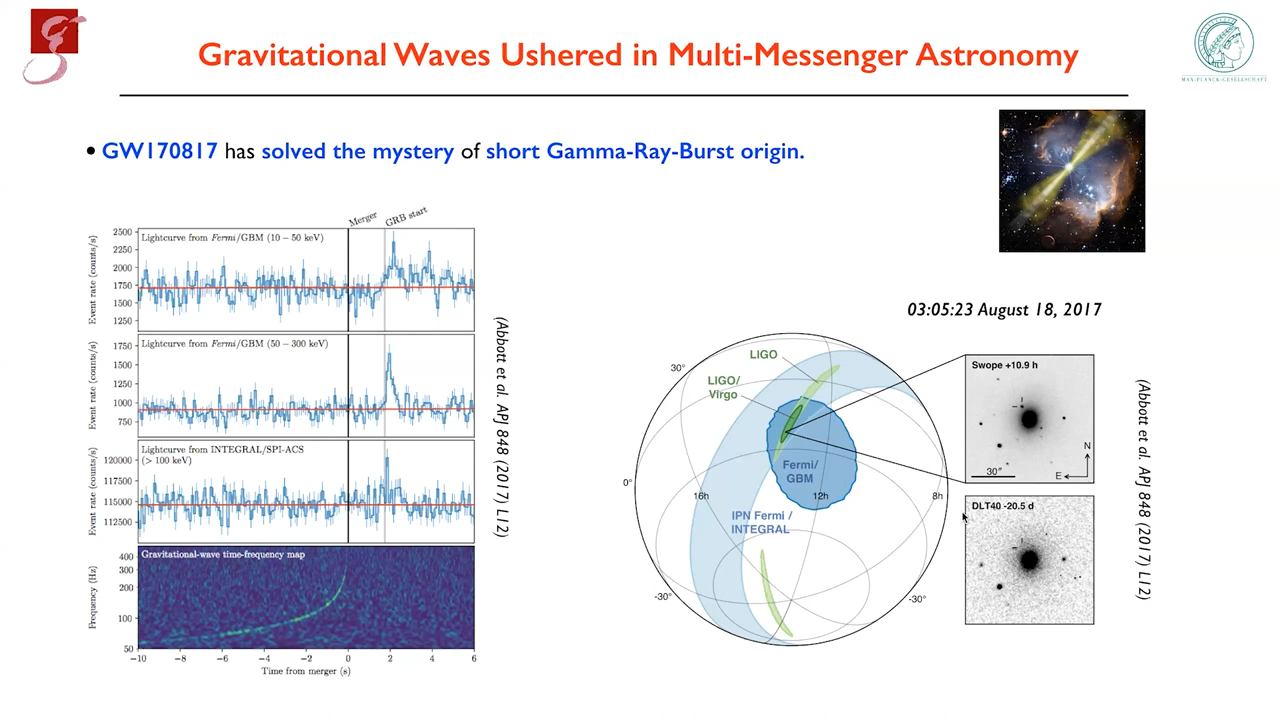 Gravitational Waves Ushered in Multi-Messenger Astronomy
MAX-PLANCK-GESELLSCHAFT
• GW170817 has solved the mystery of short Gamma-Ray-Burst origin.
Merger
GRB start
Lightcurve from Fermi/GBM (10 − 50 keV)
Event rate (counts/s)
2500
2250
2000
1750
1500
1250
Lightcurve from Fermi/GBM (50 − 300 keV)
Event rate (counts/s)
1750
1500
1250
1000
750
Lightcurve from INTEGRAL/SPI-ACS
(> 100 keV)
Event rate (counts/s)
120000
117500
115000
112500
Gravitational-wave time-frequency map
Frequency (Hz)
400
300
200
100
50
−10 −8 −6 −4 −2 0 2 4 6
Time from merger (s)
(Abbott et al. APJ 848 (2017) L12)
03:05:23 August 18, 2017
LIGO
LIGO/
Virgo
Fermi/
GBM
IPN Fermi /
INTEGRAL
30°
0°
-30°
-30°
16h
12h
8h
Swope +10.9 h
N
E
30"
DLT40 -20.5 d
(Abbott et al. APJ 848 (2017) L12)